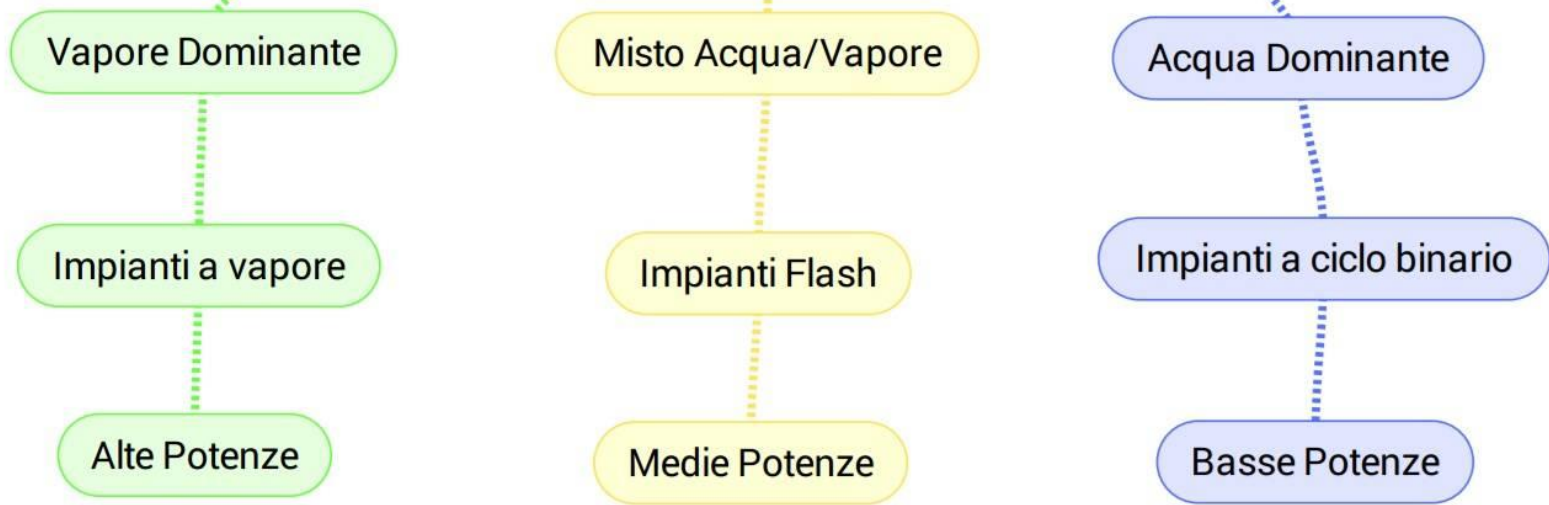 Vapore Dominante
Misto Acqua/Vapore
Acqua Dominante
Impianti a vapore
Impianti Flash
Impianti a ciclo binario
Alte Potenze
Medie Potenze
Basse Potenze